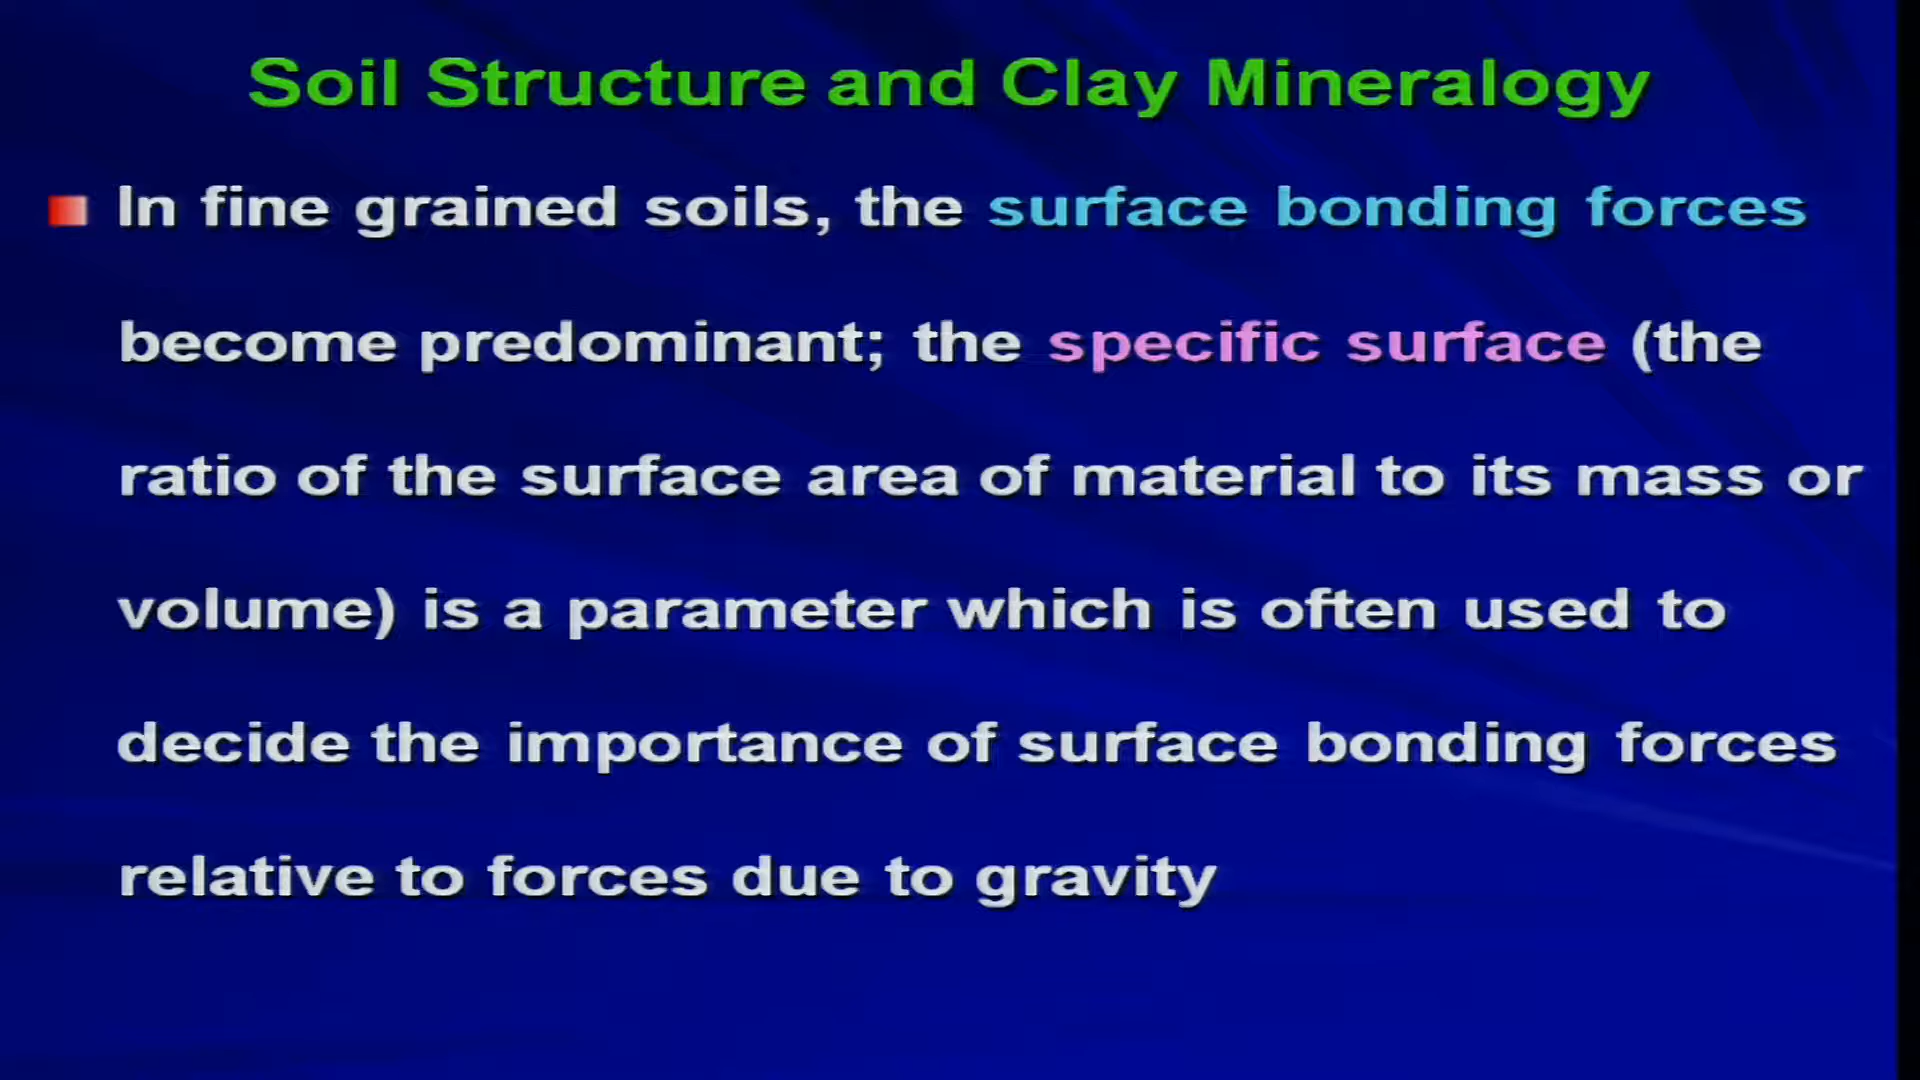 Soil Structure and Clay Mineralogy
In fine grained soils, the surface bonding forces
become predominant; the specific surface (the
ratio of the surface area of material to its mass or
volume) is a parameter which is often used to
decide the importance of surface bonding forces
relative to forces due to gravity